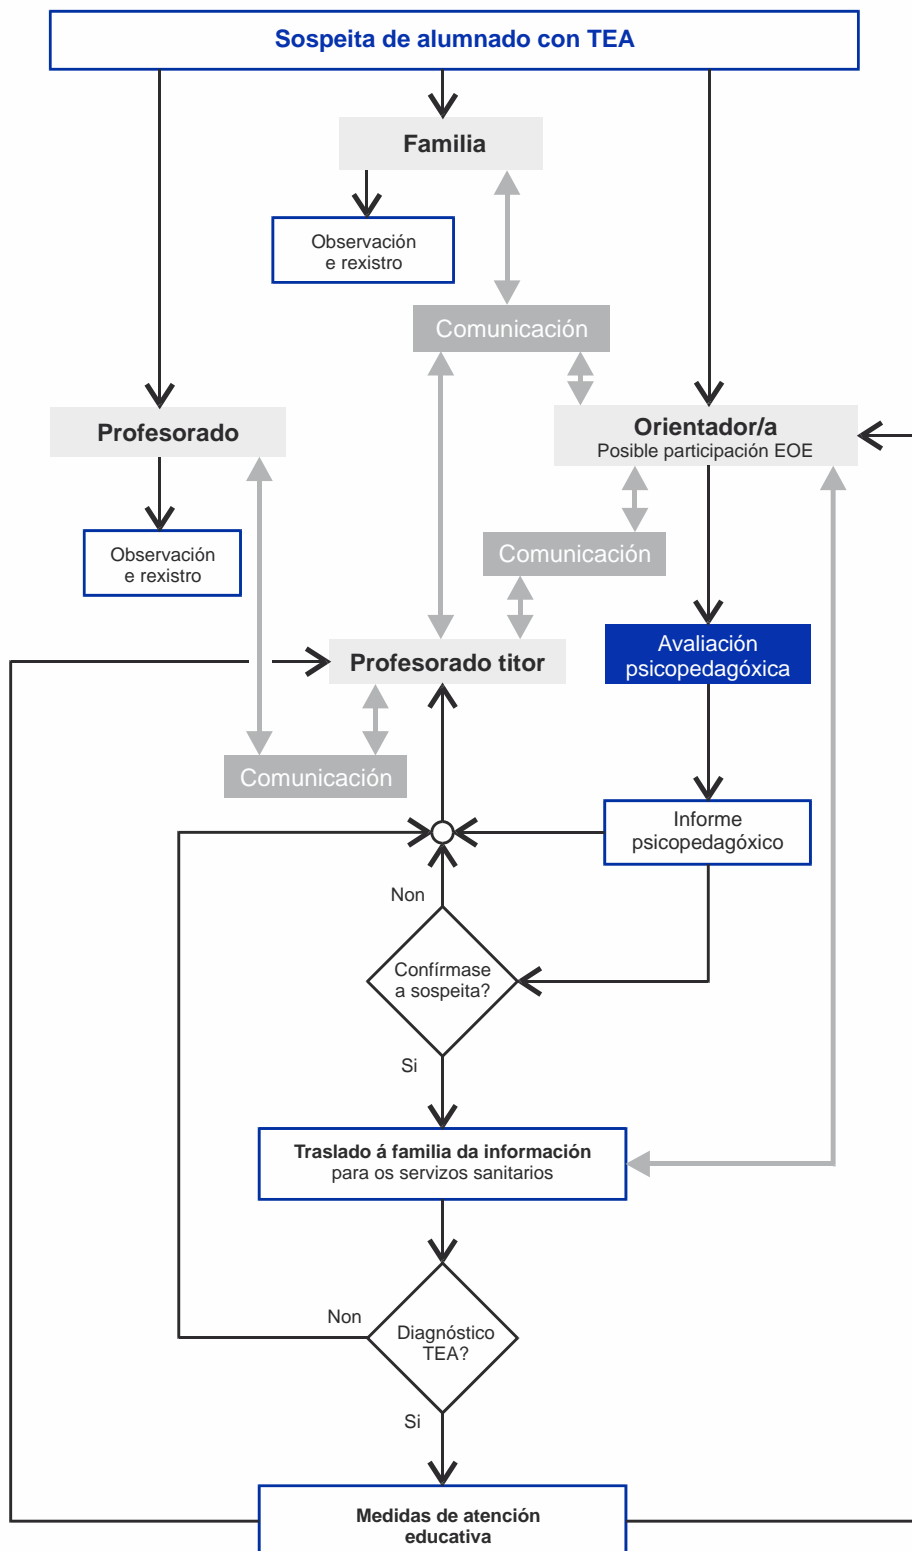 Sospeita de alumnado con TEA
Familia
Observación
e rexistro
Comunicación
Profesorado
Orientador/a
Posible participación EOE
Observación
e rexistro
Comunicación
Profesorado titor
Avaliación
psicopedagóxica
Comunicación
Informe
psicopedagóxico
Non
Confírmase
a sospeita?
Si
Traslado á familia da información
para os servizos sanitarios
Non
Diagnóstico
TEA?
Si
Medidas de atención
educativa